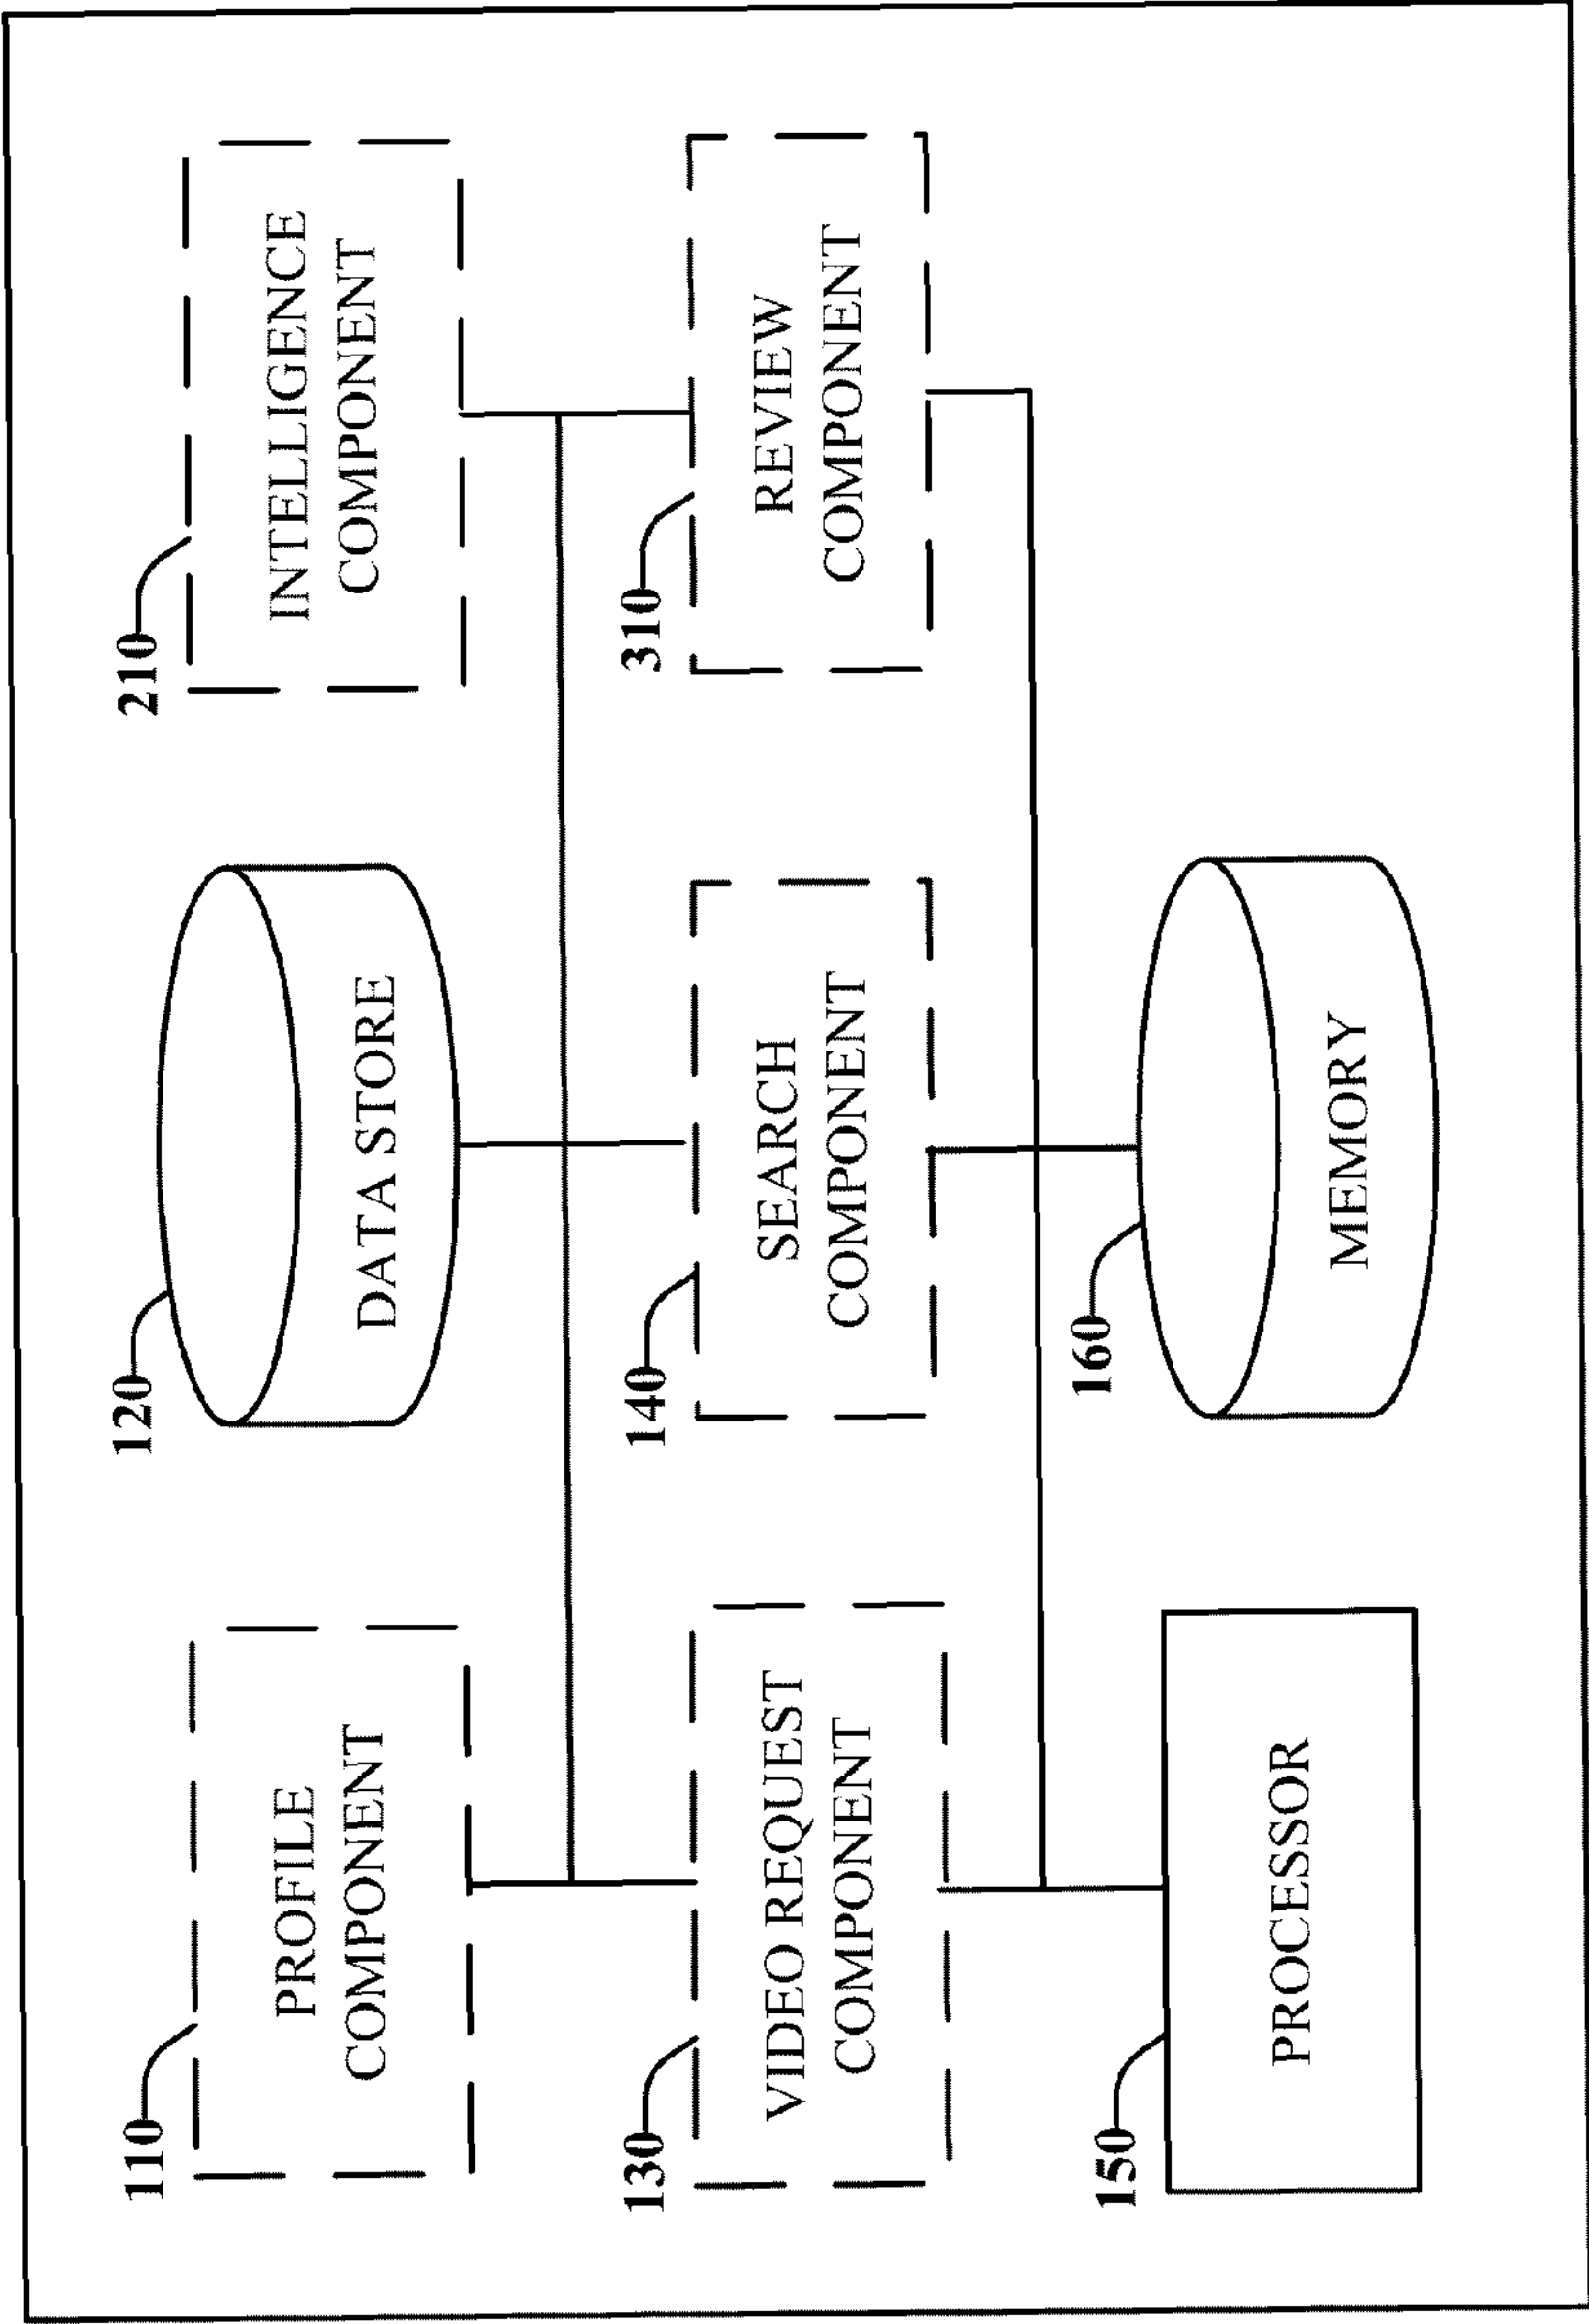 110
PROFILE
COMPONENT
120
DATA STORE
210
INTELLIGENCE
COMPONENT
130
VIDEO REQUEST
COMPONENT
140
SEARCH
COMPONENT
310
REVIEW
COMPONENT
150
PROCESSOR
160
MEMORY